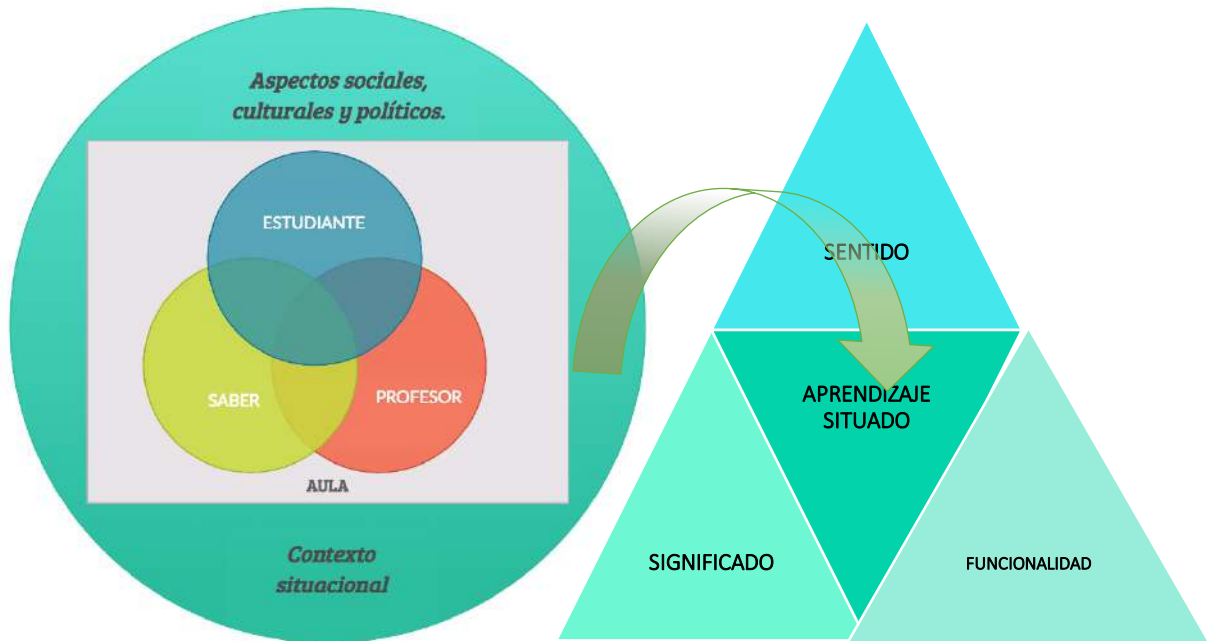 Aspectos sociales,
culturales y políticos.
ESTUDIANTE
SABER
PROFESOR
AULA
Contexto
situacional
SENTIDO
APRENDIZAJE
SITUADO
SIGNIFICADO
FUNCIONALIDAD